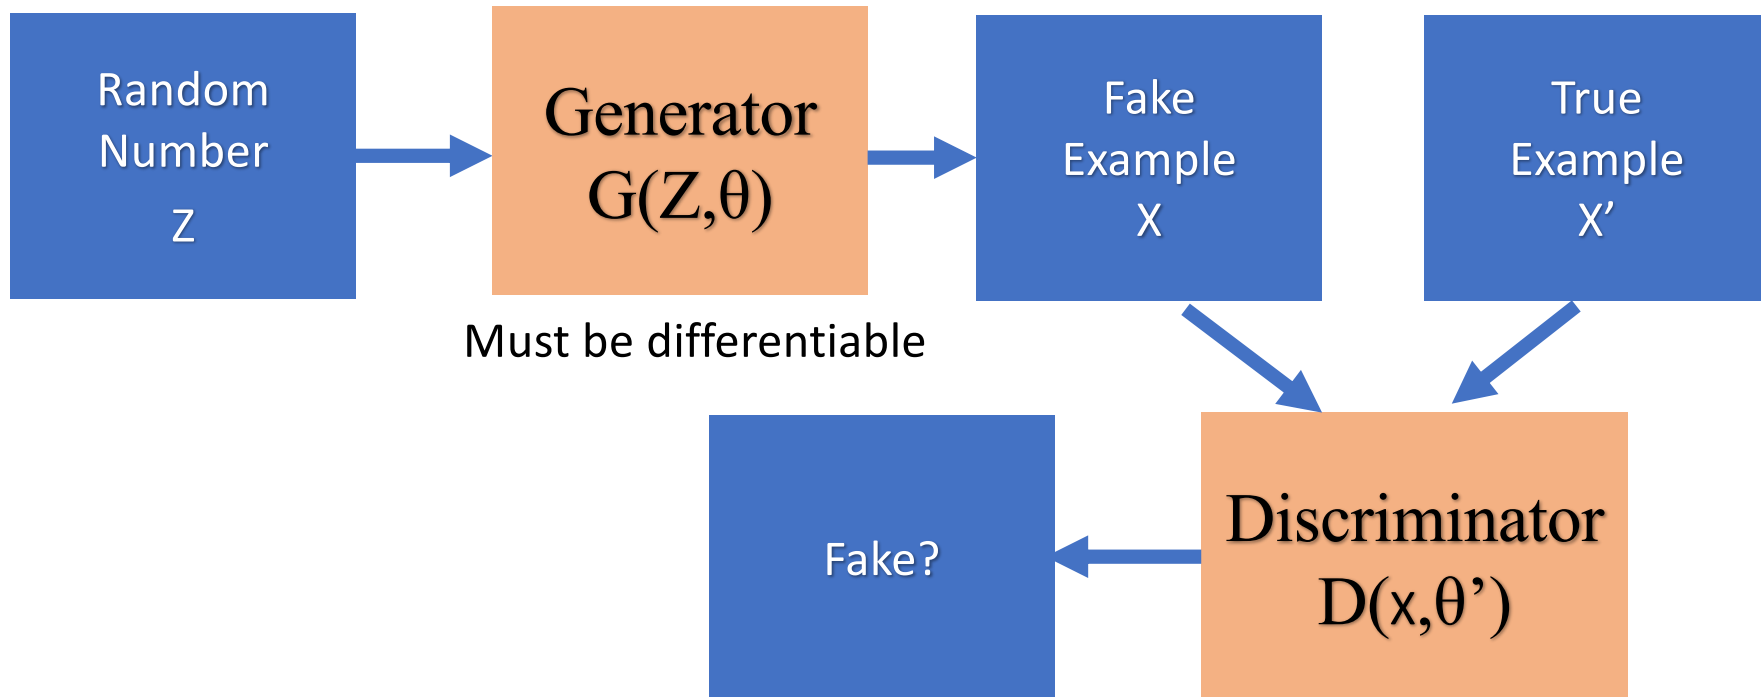 Random
Number
Z
Generator
G(Z,θ)
Fake
Example
X
True
Example
X’
Must be differentiable
Fake?
Discriminator
D(x,θ’)